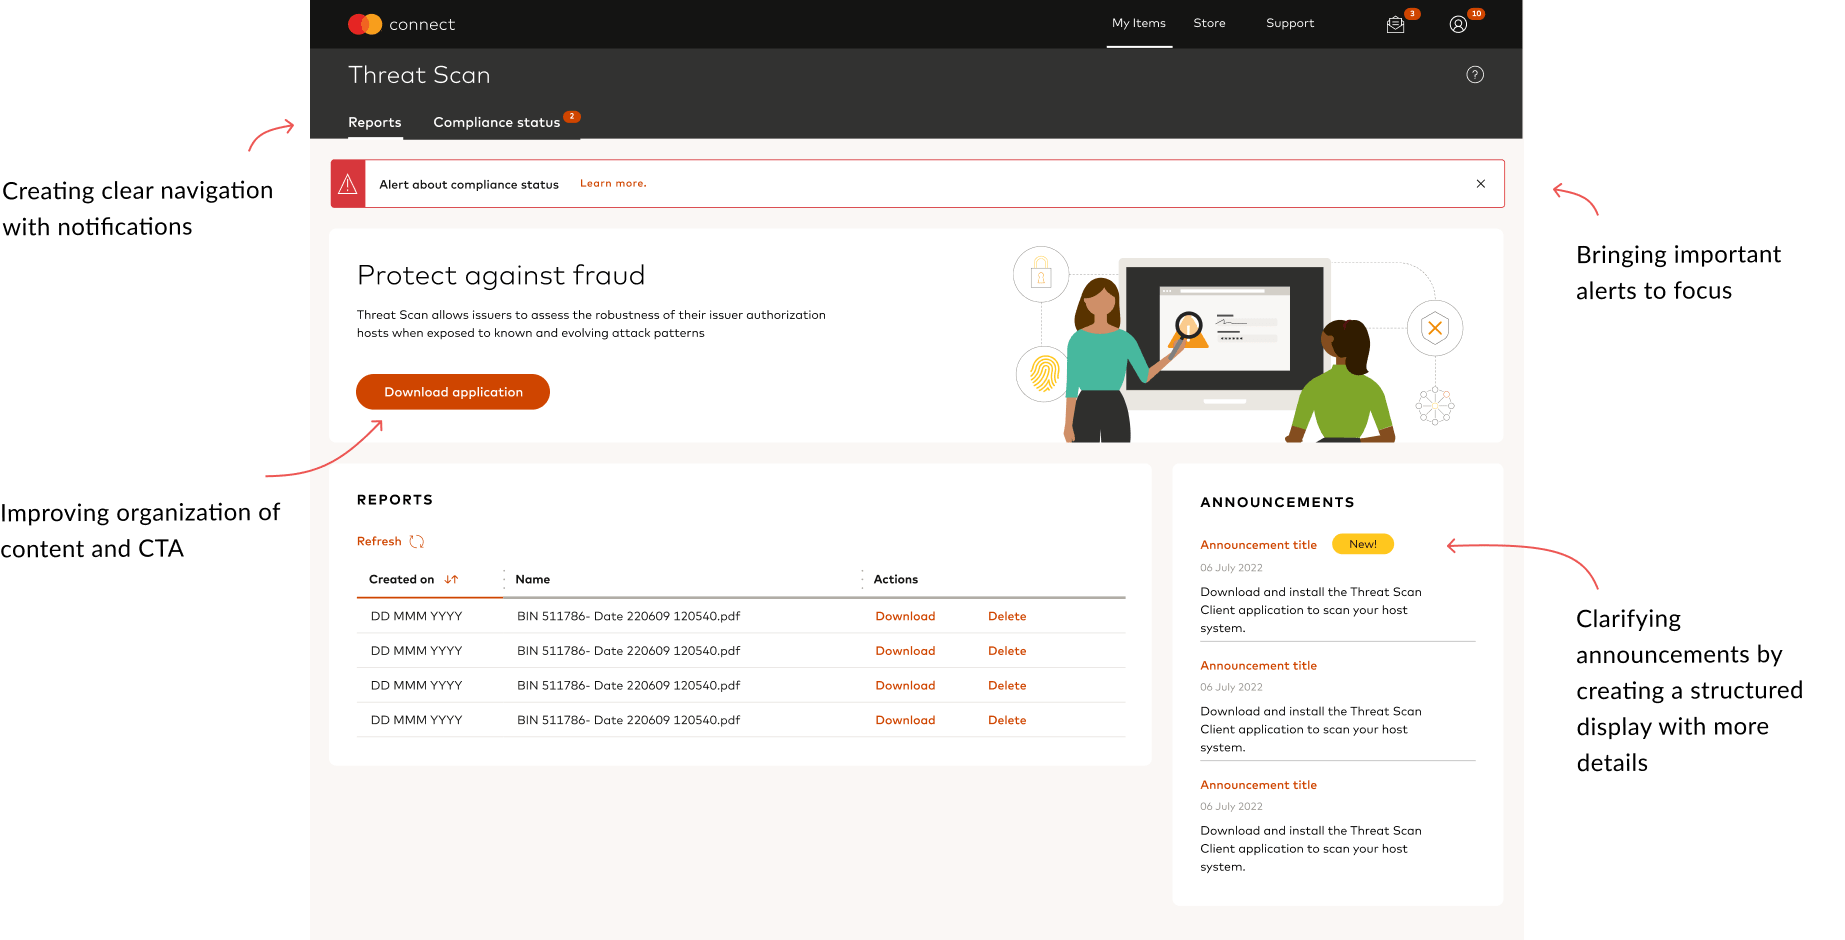 connect
My Items
Store
Support
3
10
Threat Scan
?
Reports
Compliance status
2
Creating clear navigation
with notifications
Alert about compliance status
Learn more.
Bringing important
alerts to focus
Protect against fraud
Threat Scan allows issuers to assess the robustness of their issuer authorization
hosts when exposed to known and evolving attack patterns
Download application
Improving organization of
content and CTA
REPORTS
Refresh
Created on
Name
Actions
DD MMM YYYY
BIN 511786- Date 220609 120540.pdf
Download
Delete
DD MMM YYYY
BIN 511786- Date 220609 120540.pdf
Download
Delete
DD MMM YYYY
BIN 511786- Date 220609 120540.pdf
Download
Delete
DD MMM YYYY
BIN 511786- Date 220609 120540.pdf
Download
Delete
ANNOUNCEMENTS
Announcement title
New!
06 July 2022
Download and install the Threat Scan
Client application to scan your host
system.
Announcement title
06 July 2022
Download and install the Threat Scan
Client application to scan your host
system.
Announcement title
06 July 2022
Download and install the Threat Scan
Client application to scan your host
system.
Clarifying
announcements by
creating a structured
display with more
details